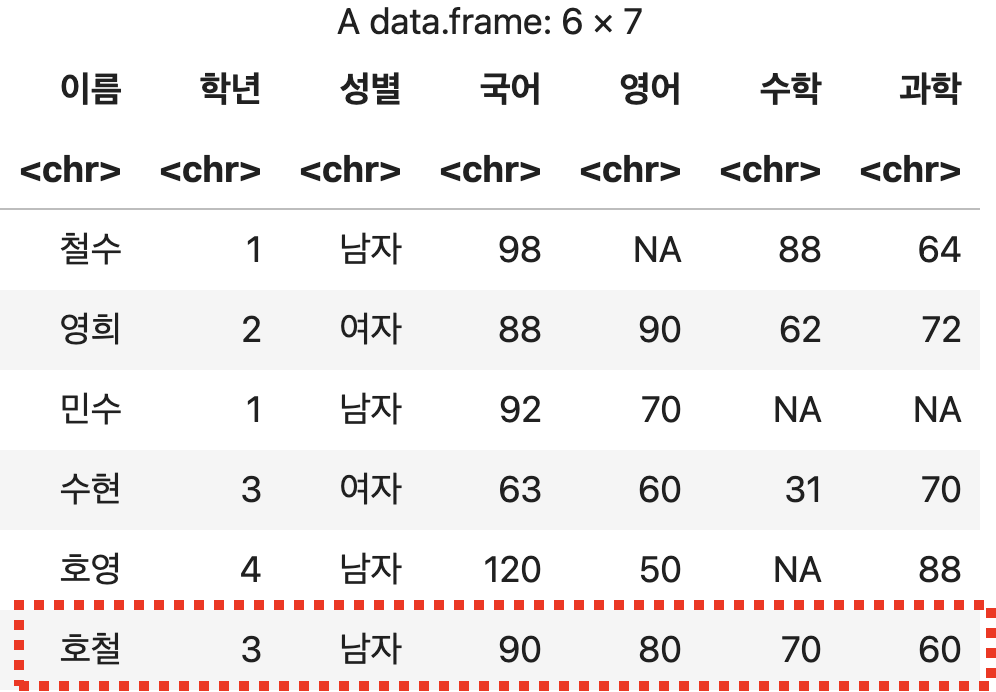 A data.frame: 6 × 7
이름 학년 성별 국어 영어 수학 과학
<chr> <chr> <chr> <chr> <chr> <chr> <chr>
철수 1 남자 98 NA 88 64
영희 2 여자 88 90 62 72
민수 1 남자 92 70 NA NA
수현 3 여자 63 60 31 70
호영 4 남자 120 50 NA 88
호철 3 남자 90 80 70 60